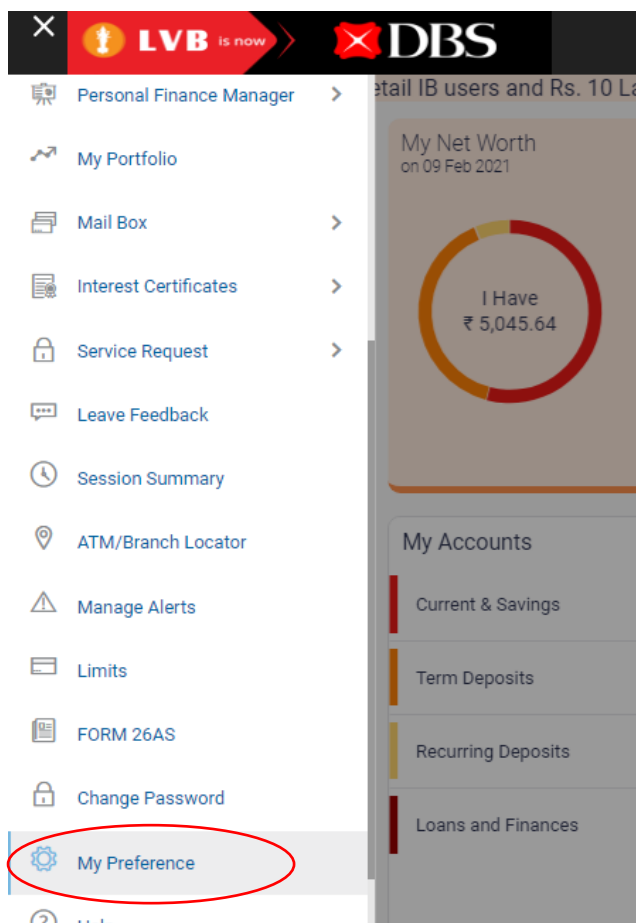 LVB is now
DBS
Personal Finance Manager
etail IB users and Rs. 10 La
My Portfolio
Mail Box
Interest Certificates
Service Request
Leave Feedback
Session Summary
ATM/Branch Locator
Manage Alerts
Limits
FORM 26AS
Change Password
My Preference
My Net Worth
on 09 Feb 2021
I Have
₹ 5,045.64
My Accounts
Current & Savings
Term Deposits
Recurring Deposits
Loans and Finances